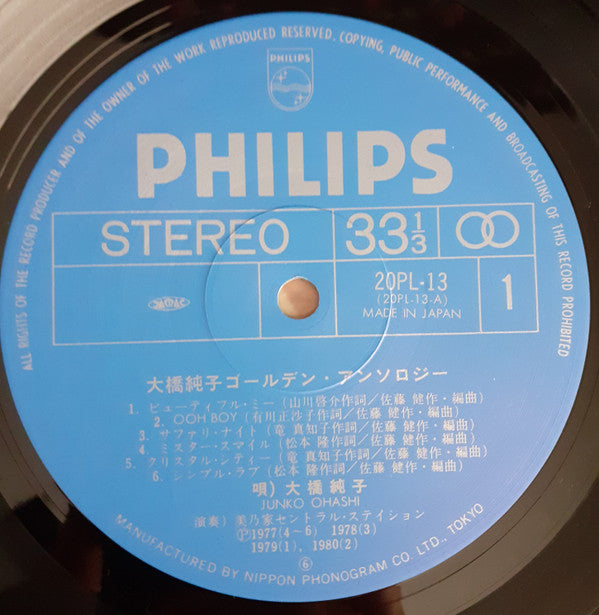 ALL RIGHTS OF THE RECORD PRODUCER AND OF THE OWNER OF THE WORK REPRODUCED RESERVED. COPYING, PUBLIC PERFORMANCE AND BROADCASTING OF THIS RECORD PROHIBITED
PHILIPS
PHILIPS
STEREO 33 1/3
20PL-13
(20PL-13-A)
MADE IN JAPAN
1
大橋純子ゴールデン・アンソロジー
1. ビューティフル・ミー (山川啓介作詞/佐藤 健作・編曲)
2. OOH BOY (有川正沙子作詞/佐藤 健作・編曲)
3. サファリ・ナイト (竜 真知子作詞/佐藤 健作・編曲)
4. ミスター・スマイル (松本 隆作詞/佐藤 健作・編曲)
5. クリスタル・シティー (竜 真知子作詞/佐藤 健作・編曲)
6. シンプル・ラブ (松本 隆作詞/佐藤 健作・編曲)
唄) 大橋純子
JUNKO OHASHI
演奏) 美乃家セントラル・ステイション
Ⓟ1977(4~6) 1978(3)
1979(1), 1980(2)
⑥
MANUFACTURED BY NIPPON PHONOGRAM CO. LTD., TOKYO